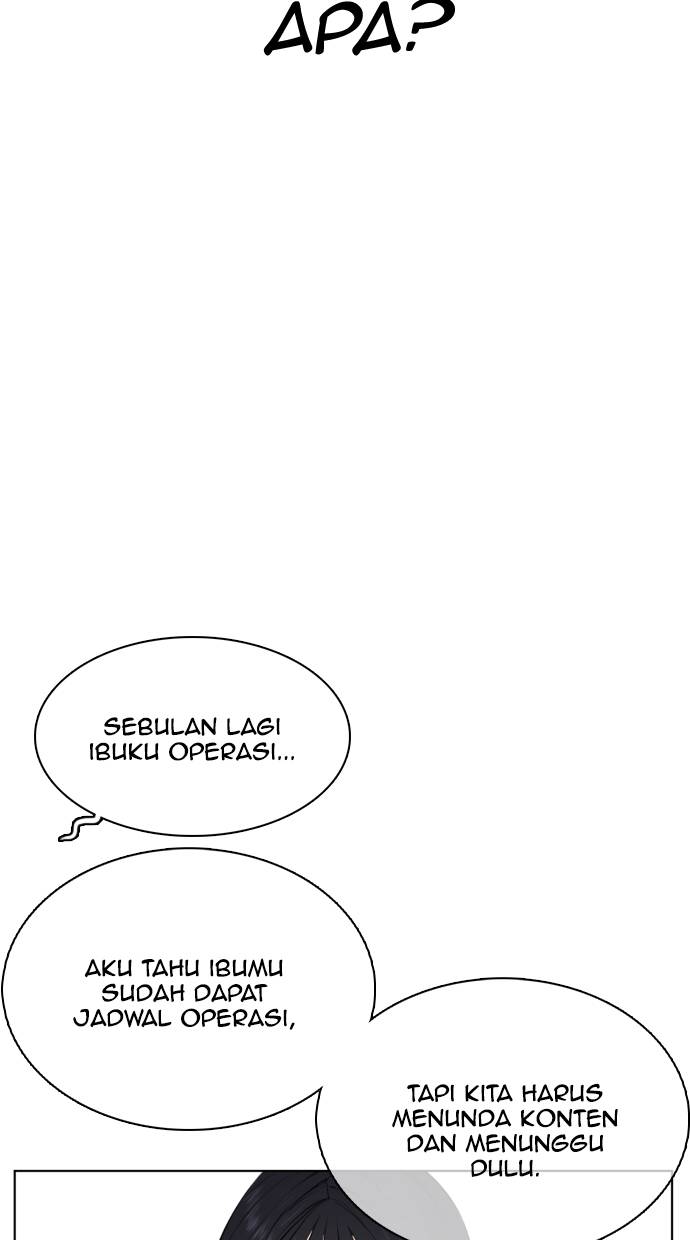 APA?
SEBULAN LAGI
IBUKU OPERASI...
AKU TAHU IBUMU
SUDAH DAPAT
JADWAL OPERASI,
TAPI KITA HARUS
MENUNDA KONTEN
DAN MENUNGGU
DULU.